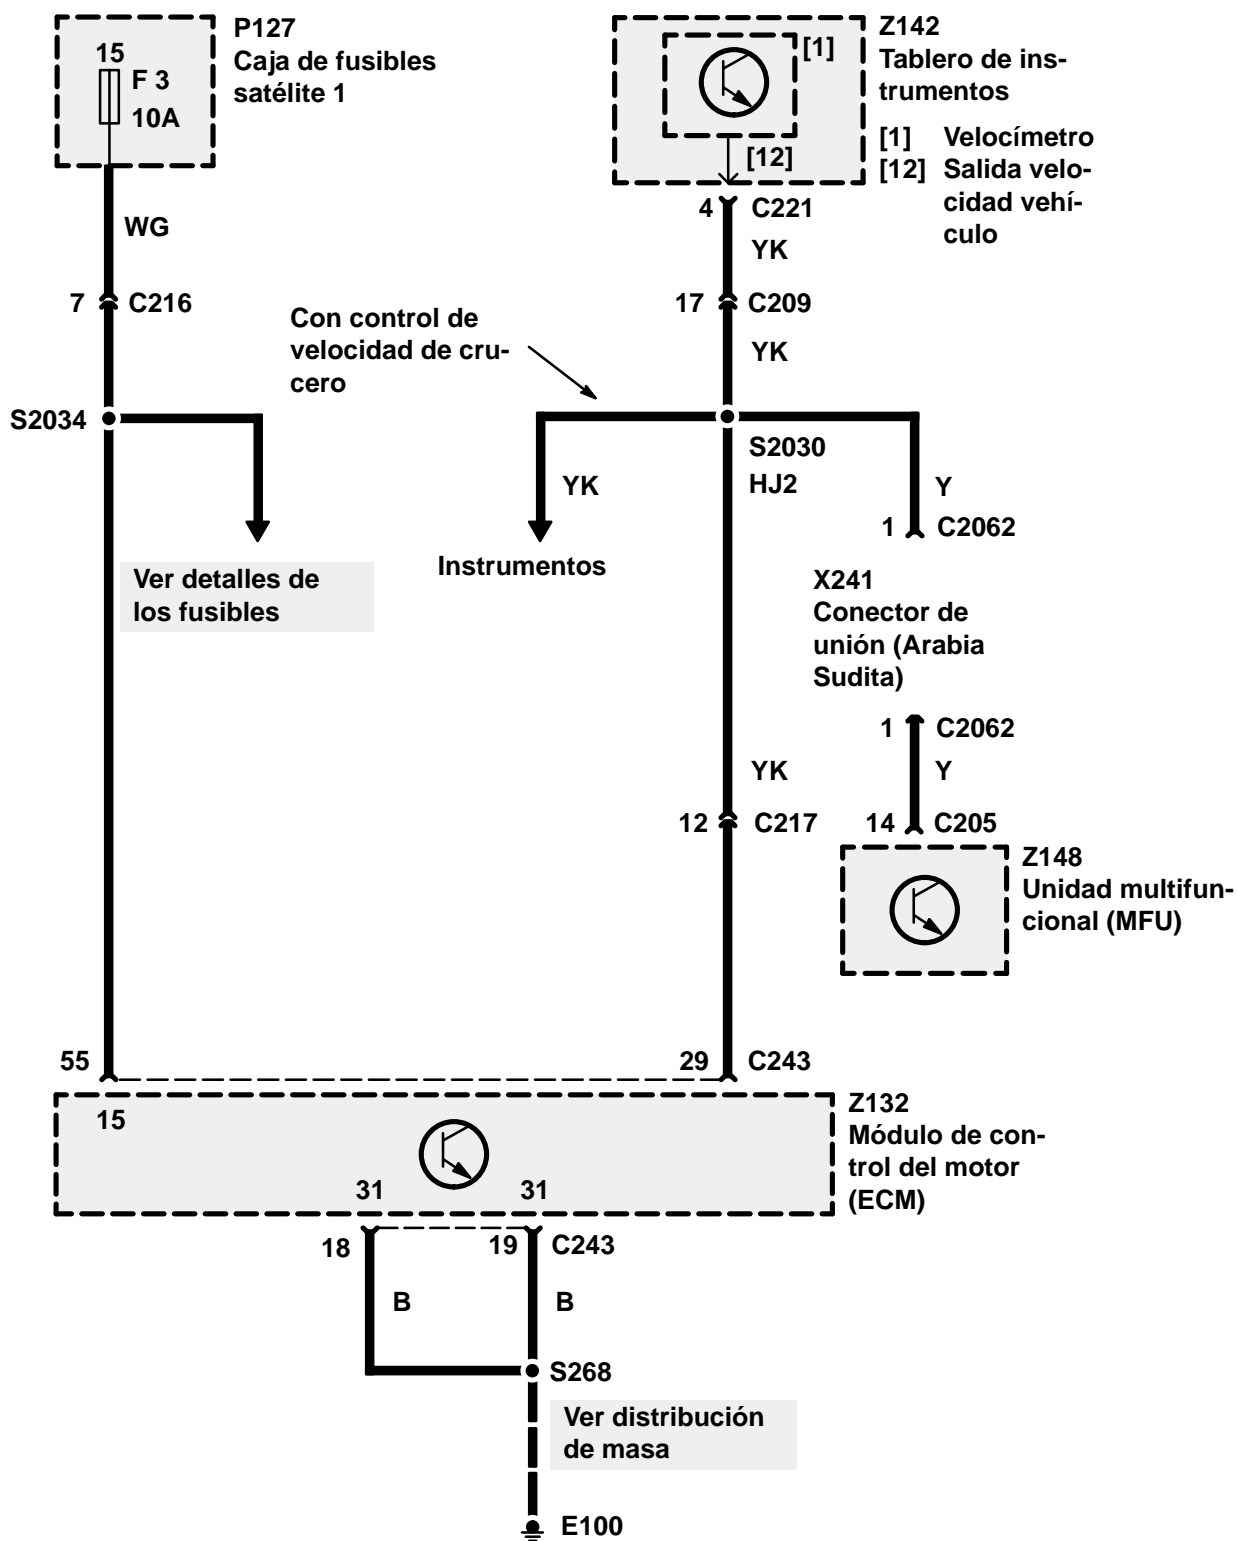 P127
Caja de fusibles
satélite 1
15
F 3
10A
Z142
Tablero de ins-
trumentos
[1] Velocímetro
[12] Salida velo-
cidad vehí-
culo
[1]
[12]
4 C221
WG
YK
7 C216
17 C209
Con control de
velocidad de cru-
cero
YK
S2034
S2030
HJ2
YK
Y
1 C2062
Instrumentos
Ver detalles de
los fusibles
X241
Conector de
unión (Arabia
Sudita)
1 C2062
YK
Y
12 C217
14 C205
Z148
Unidad multifun-
cional (MFU)
55
29 C243
15
Z132
Módulo de con-
trol del motor
(ECM)
31
31
18
19 C243
B
B
S268
Ver distribución
de masa
E100